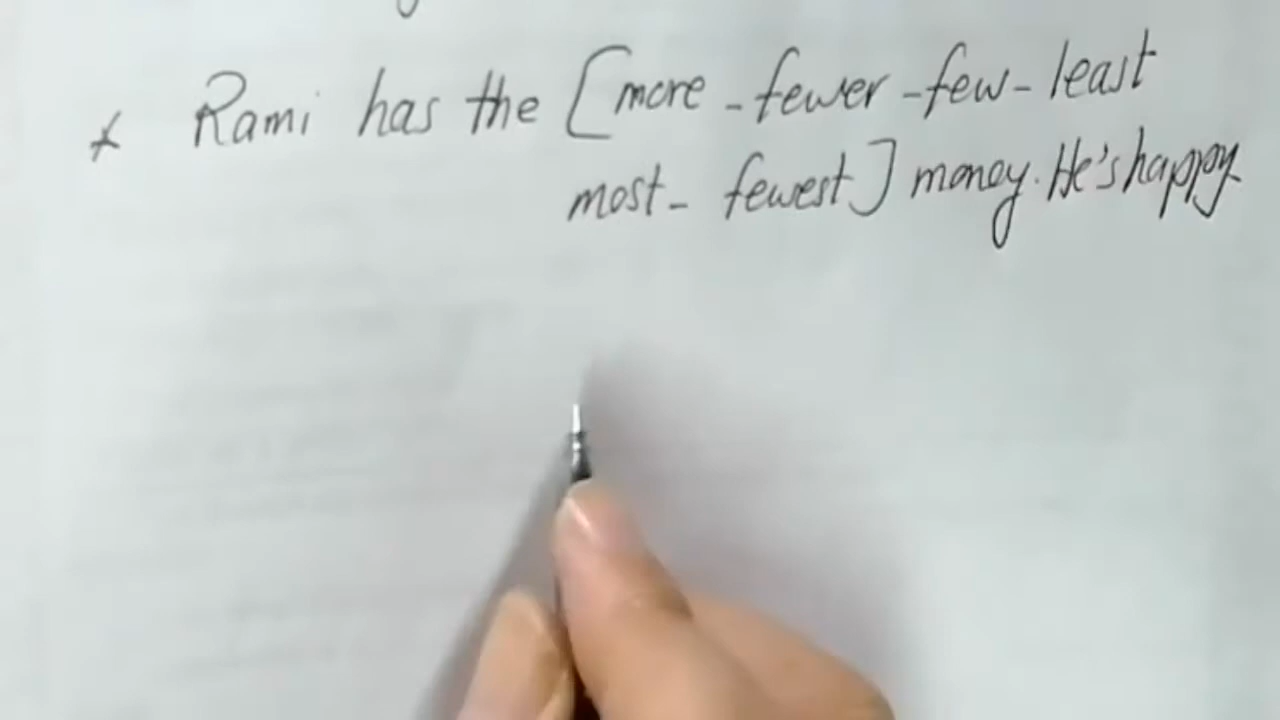 * Rami has the [more - fewer - few - least
most - fewest] money. He's happy.